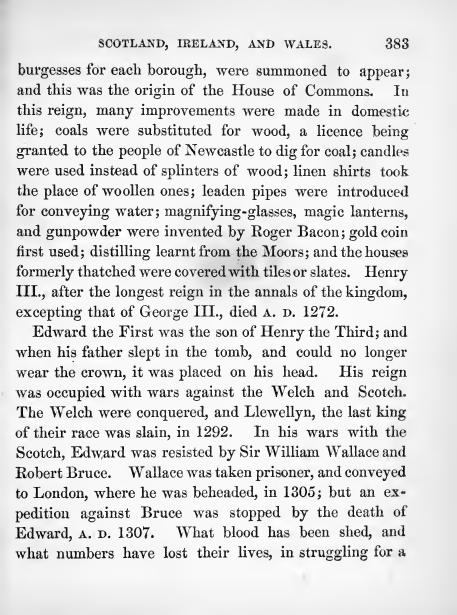 SCOTLAND, IRELAND, AND WALES. 383
burgesses for each borough, were summoned to appear;
and this was the origin of the House of Commons. In
this reign, many improvements were made in domestic
life; coals were substituted for wood, a licence being
granted to the people of Newcastle to dig for coal; candles
were used instead of splinters of wood; linen shirts took
the place of woollen ones; leaden pipes were introduced
for conveying water; magnifying-glasses, magic lanterns,
and gunpowder were invented by Roger Bacon; gold coin
first used; distilling learnt from the Moors; and the houses
formerly thatched were covered with tiles or slates. Henry
III., after the longest reign in the annals of the kingdom,
excepting that of George III., died A. D. 1272.
Edward the First was the son of Henry the Third; and
when his father slept in the tomb, and could no longer
wear the crown, it was placed on his head. His reign
was occupied with wars against the Welch and Scotch.
The Welch were conquered, and Llewellyn, the last king
of their race was slain, in 1292. In his wars with the
Scotch, Edward was resisted by Sir William Wallace and
Robert Bruce. Wallace was taken prisoner, and conveyed
to London, where he was beheaded, in 1305; but an ex-
pedition against Bruce was stopped by the death of
Edward, A. D. 1307. What blood has been shed, and
what numbers have lost their lives, in struggling for a